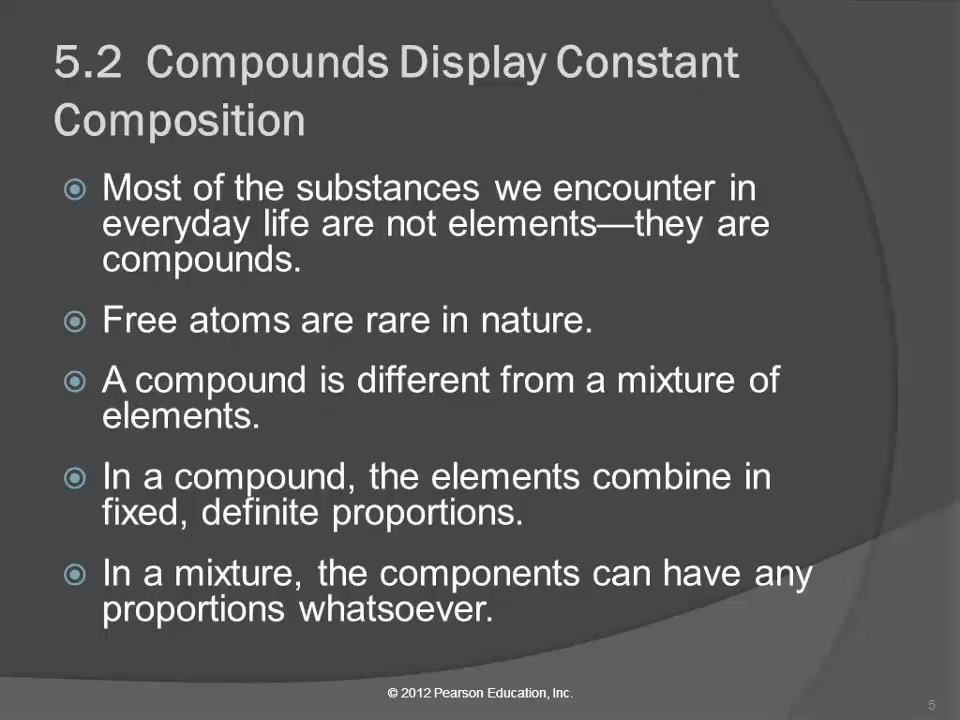 5.2 Compounds Display Constant
Composition
Most of the substances we encounter in
everyday life are not elements—they are
compounds.
Free atoms are rare in nature.
A compound is different from a mixture of
elements.
In a compound, the elements combine in
fixed, definite proportions.
In a mixture, the components can have any
proportions whatsoever.
© 2012 Pearson Education, Inc.
5